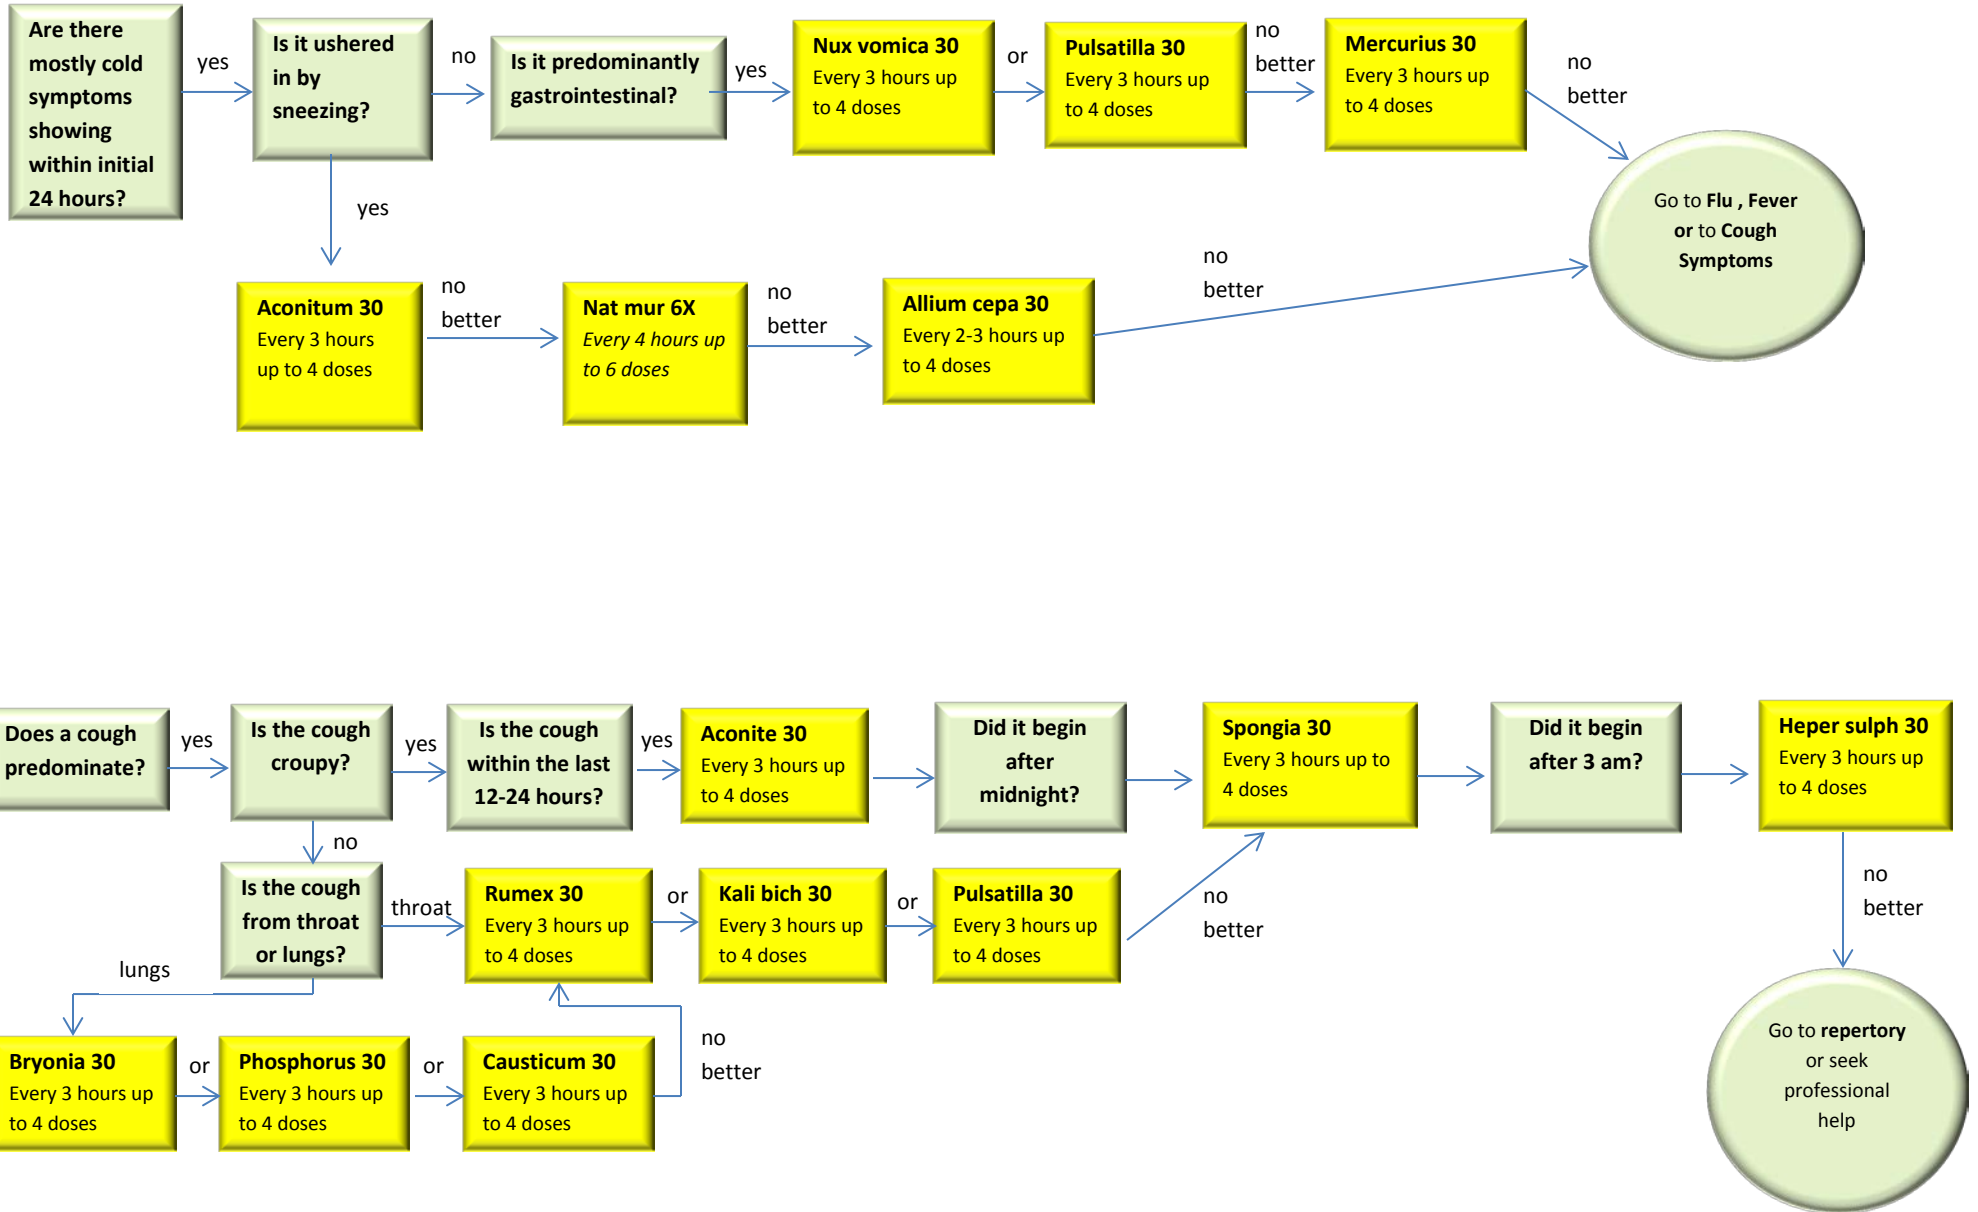 Are there
mostly cold
symptoms
showing
within initial
24 hours?
yes
Is it ushered
in by
sneezing?
no
Is it predominantly
gastrointestinal?
yes
Nux vomica 30
Every 3 hours up
to 4 doses
or
Pulsatilla 30
Every 3 hours up
to 4 doses
no
better
Mercurius 30
Every 3 hours up
to 4 doses
no
better
Go to Flu , Fever
or to Cough
Symptoms
yes
Aconitum 30
Every 3 hours
up to 4 doses
no
better
Nat mur 6X
Every 4 hours up
to 6 doses
no
better
Allium cepa 30
Every 2-3 hours up
to 4 doses
no
better
Does a cough
predominate?
yes
Is the cough
croupy?
yes
Is the cough
within the last
12-24 hours?
yes
Aconite 30
Every 3 hours up
to 4 doses
Did it begin
after
midnight?
Spongia 30
Every 3 hours up to
4 doses
Did it begin
after 3 am?
Heper sulph 30
Every 3 hours up
to 4 doses
no
Is the cough
from throat
or lungs?
throat
Rumex 30
Every 3 hours up
to 4 doses
or
Kali bich 30
Every 3 hours up
to 4 doses
or
Pulsatilla 30
Every 3 hours up
to 4 doses
no
better
no
better
lungs
Bryonia 30
Every 3 hours up
to 4 doses
or
Phosphorus 30
Every 3 hours up
to 4 doses
or
Causticum 30
Every 3 hours up
to 4 doses
no
better
Go to repertory
or seek
professional
help